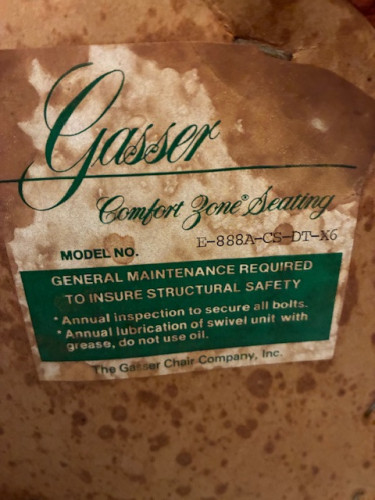 Gasser
Comfort Zone® Seating
MODEL NO. E-888A-CS-DT-X6
GENERAL MAINTENANCE REQUIRED
TO INSURE STRUCTURAL SAFETY
*Annual inspection to secure all bolts.
*Annual lubrication of swivel unit with
grease, do not use oil.
The Gasser Chair Company, Inc.